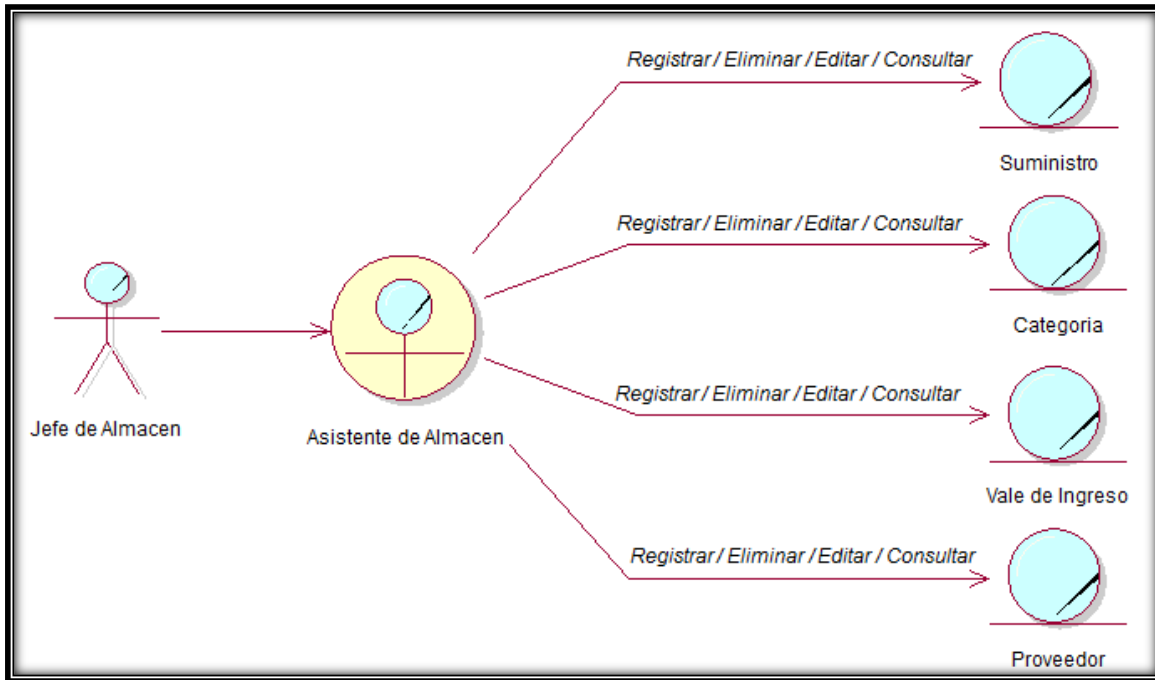 Registrar / Eliminar / Editar / Consultar
Suministro
Registrar / Eliminar / Editar / Consultar
Categoria
Jefe de Almacen
Asistente de Almacen
Registrar / Eliminar / Editar / Consultar
Vale de Ingreso
Registrar / Eliminar / Editar / Consultar
Proveedor